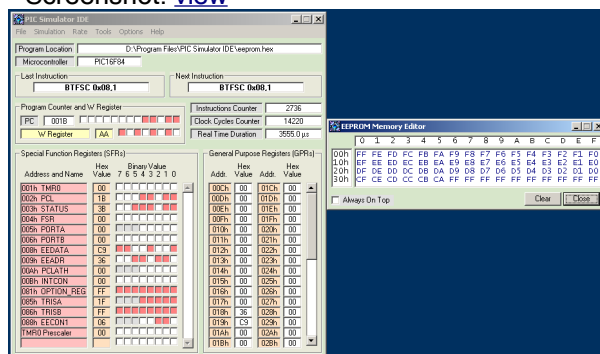 Screenshot: View
PIC Simulator IDE
File Simulation Rate Tools Options Help
Program Location D:\Program Files\PIC Simulator IDE\eeprom.hex
Microcontroller PIC16F84
Last Instruction
BTFSC 0x08,1
Next Instruction
BTFSC 0x08,1
Program Counter and W Register
PC 001B
W Register AA
Instructions Counter 2736
Clock Cycles Counter 14220
Real Time Duration 3555.0 μs
Special Function Registers (SFRs)
Address and Name Hex Value Binary Value 7 6 5 4 3 2 1 0
001h TMR0 00
002h PCL 1B
003h STATUS 3B
004h FSR 00
005h PORTA 00
006h PORTB 00
008h EEDATA C9
009h EEADR 36
00Ah PCLATH 00
00Bh INTCON 00
081h OPTION_REG FF
085h TRISA 1F
086h TRISB FF
088h EECON1 06
TMR0 Prescaler 00
General Purpose Registers (GPRs)
Addr. Hex Value Addr. Hex Value
00Ch 00 01Ch 00
00Dh 00 01Dh 00
00Eh 00 01Eh 00
00Fh 00 01Fh 00
010h 00 020h 00
011h 00 021h 00
012h 00 022h 00
013h 00 023h 00
014h 00 024h 00
015h 00 025h 00
016h 00 026h 00
017h 00 027h 00
018h 36 028h 00
019h C9 029h 00
01Ah 00 02Ah 00
01Bh 00 02Bh 00
EEPROM Memory Editor
0 1 2 3 4 5 6 7 8 9 A B C D E F
00h FF FE FD FC FB FA F9 F8 F7 F6 F5 F4 F3 F2 F1 F0
10h EF EE ED EC EB EA E9 E8 E7 E6 E5 E4 E3 E2 E1 E0
20h DF DE DD DC DB DA D9 D8 D7 D6 D5 D4 D3 D2 D1 D0
30h CF CE CD CC CB CA FF FF FF FF FF FF FF FF FF FF
Always On Top
Clear
Close